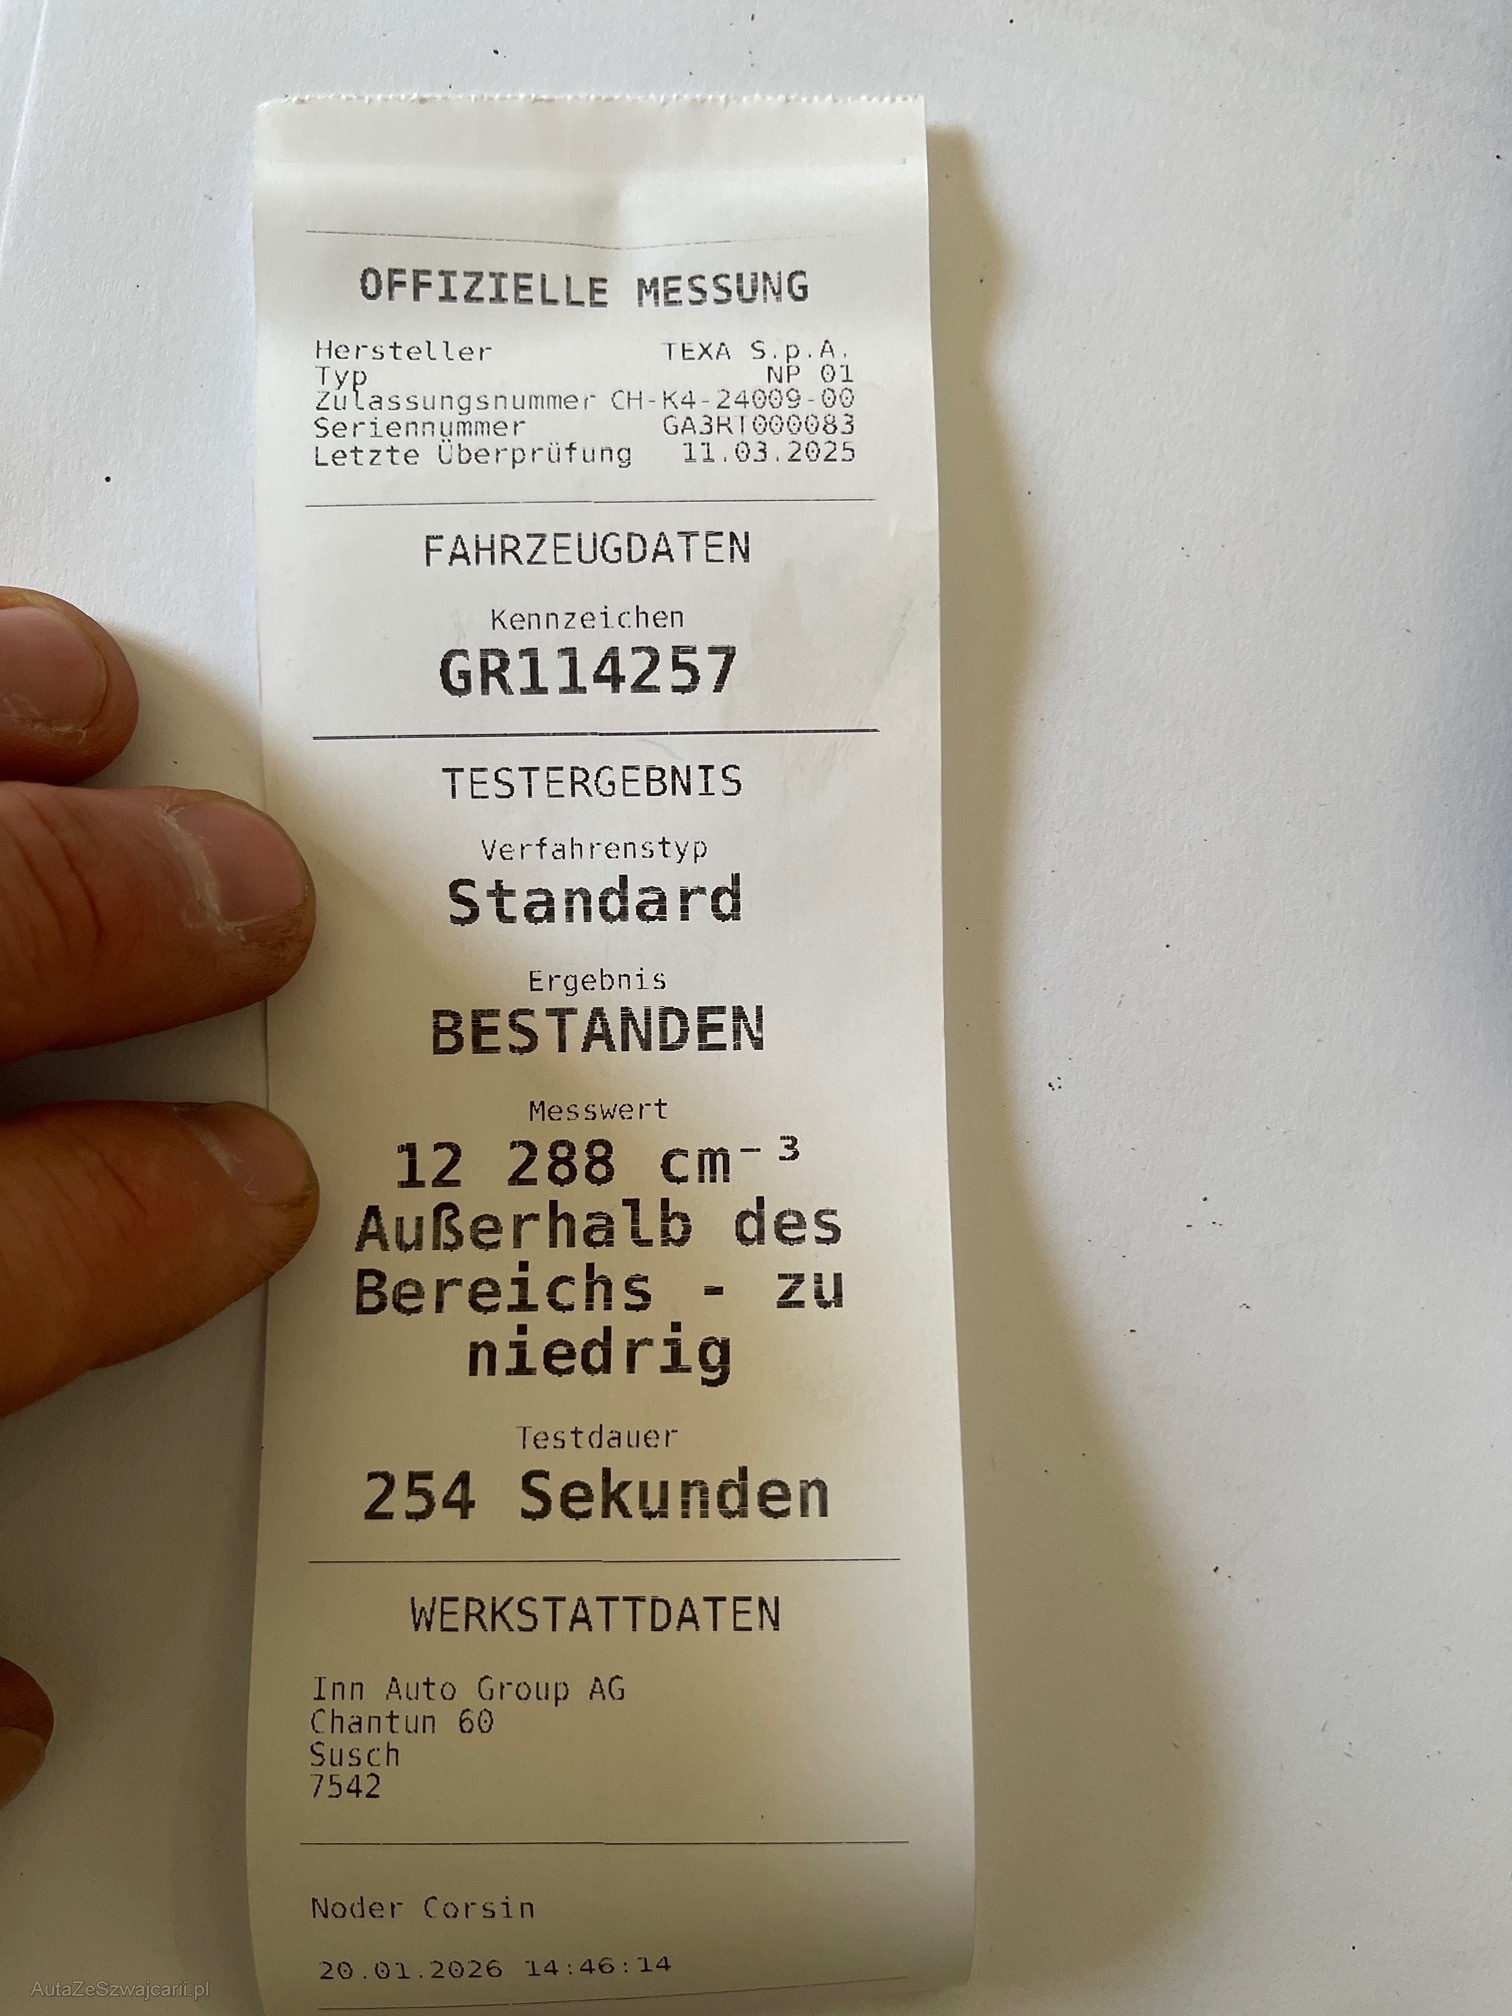 OFFIZIELLE MESSUNG
Hersteller TEXA S.p.A.
Typ NP 01
Zulassungsnummer CH-K4-24009-00
Seriennummer GA3RT000083
Letzte Überprüfung 11.03.2025
FAHRZEUGDATEN
Kennzeichen
GR114257
TESTERGEBNIS
Verfahrenstyp
Standard
Ergebnis
BESTANDEN
Messwert
12 288 cm⁻³
Außerhalb des
Bereichs - zu
niedrig
Testdauer
254 Sekunden
WERKSTATTDATEN
Inn Auto Group AG
Chantun 60
Susch
7542
Noder Corsin
20.01.2026 14:46:14
AutaZeSzwajcarii.pl